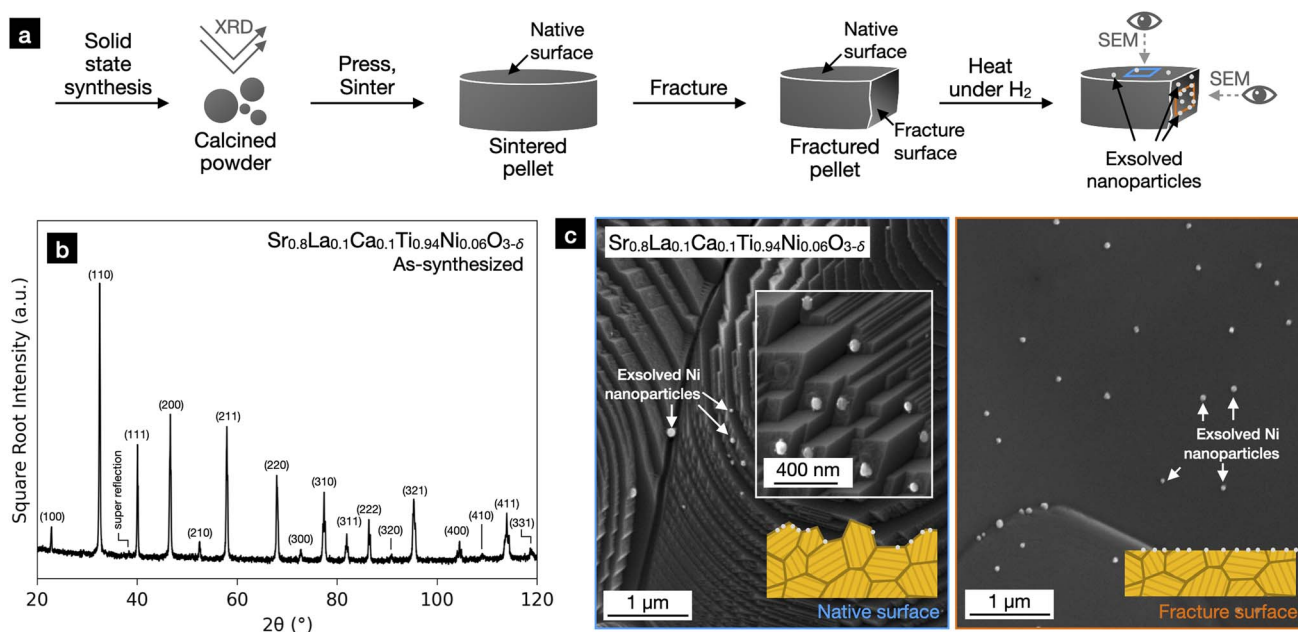 a
Solid
state
synthesis
XRD
Calcined
powder
Press,
Sinter
Native
surface
Sintered
pellet
Fracture
Native
surface
Fracture
surface
Fractured
pellet
Heat
under H₂
SEM
SEM
Exsolved
nanoparticles
b
Sr₀.₈La₀.₁Ca₀.₁Ti₀.₉₄Ni₀.₀₆O₃₋δ
As-synthesized
Square Root Intensity (a.u.)
(100)
(110)
super reflection
(111)
(200)
(210)
(211)
(220)
(300)
(310)
(311)
(222)
(320)
(321)
(400)
(410)
(411)
(331)
20 40 60 80 100 120
2θ (°)
c
Sr₀.₈La₀.₁Ca₀.₁Ti₀.₉₄Ni₀.₀₆O₃₋δ
Exsolved Ni
nanoparticles
400 nm
1 µm
Native surface
Exsolved Ni
nanoparticles
1 µm
Fracture surface